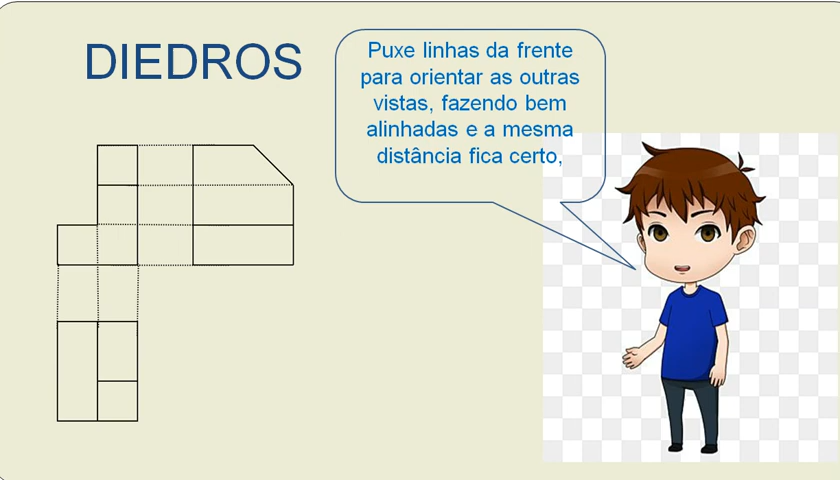 DIEDROS
Puxe linhas da frente
para orientar as outras
vistas, fazendo bem
alinhadas e a mesma
distância fica certo,